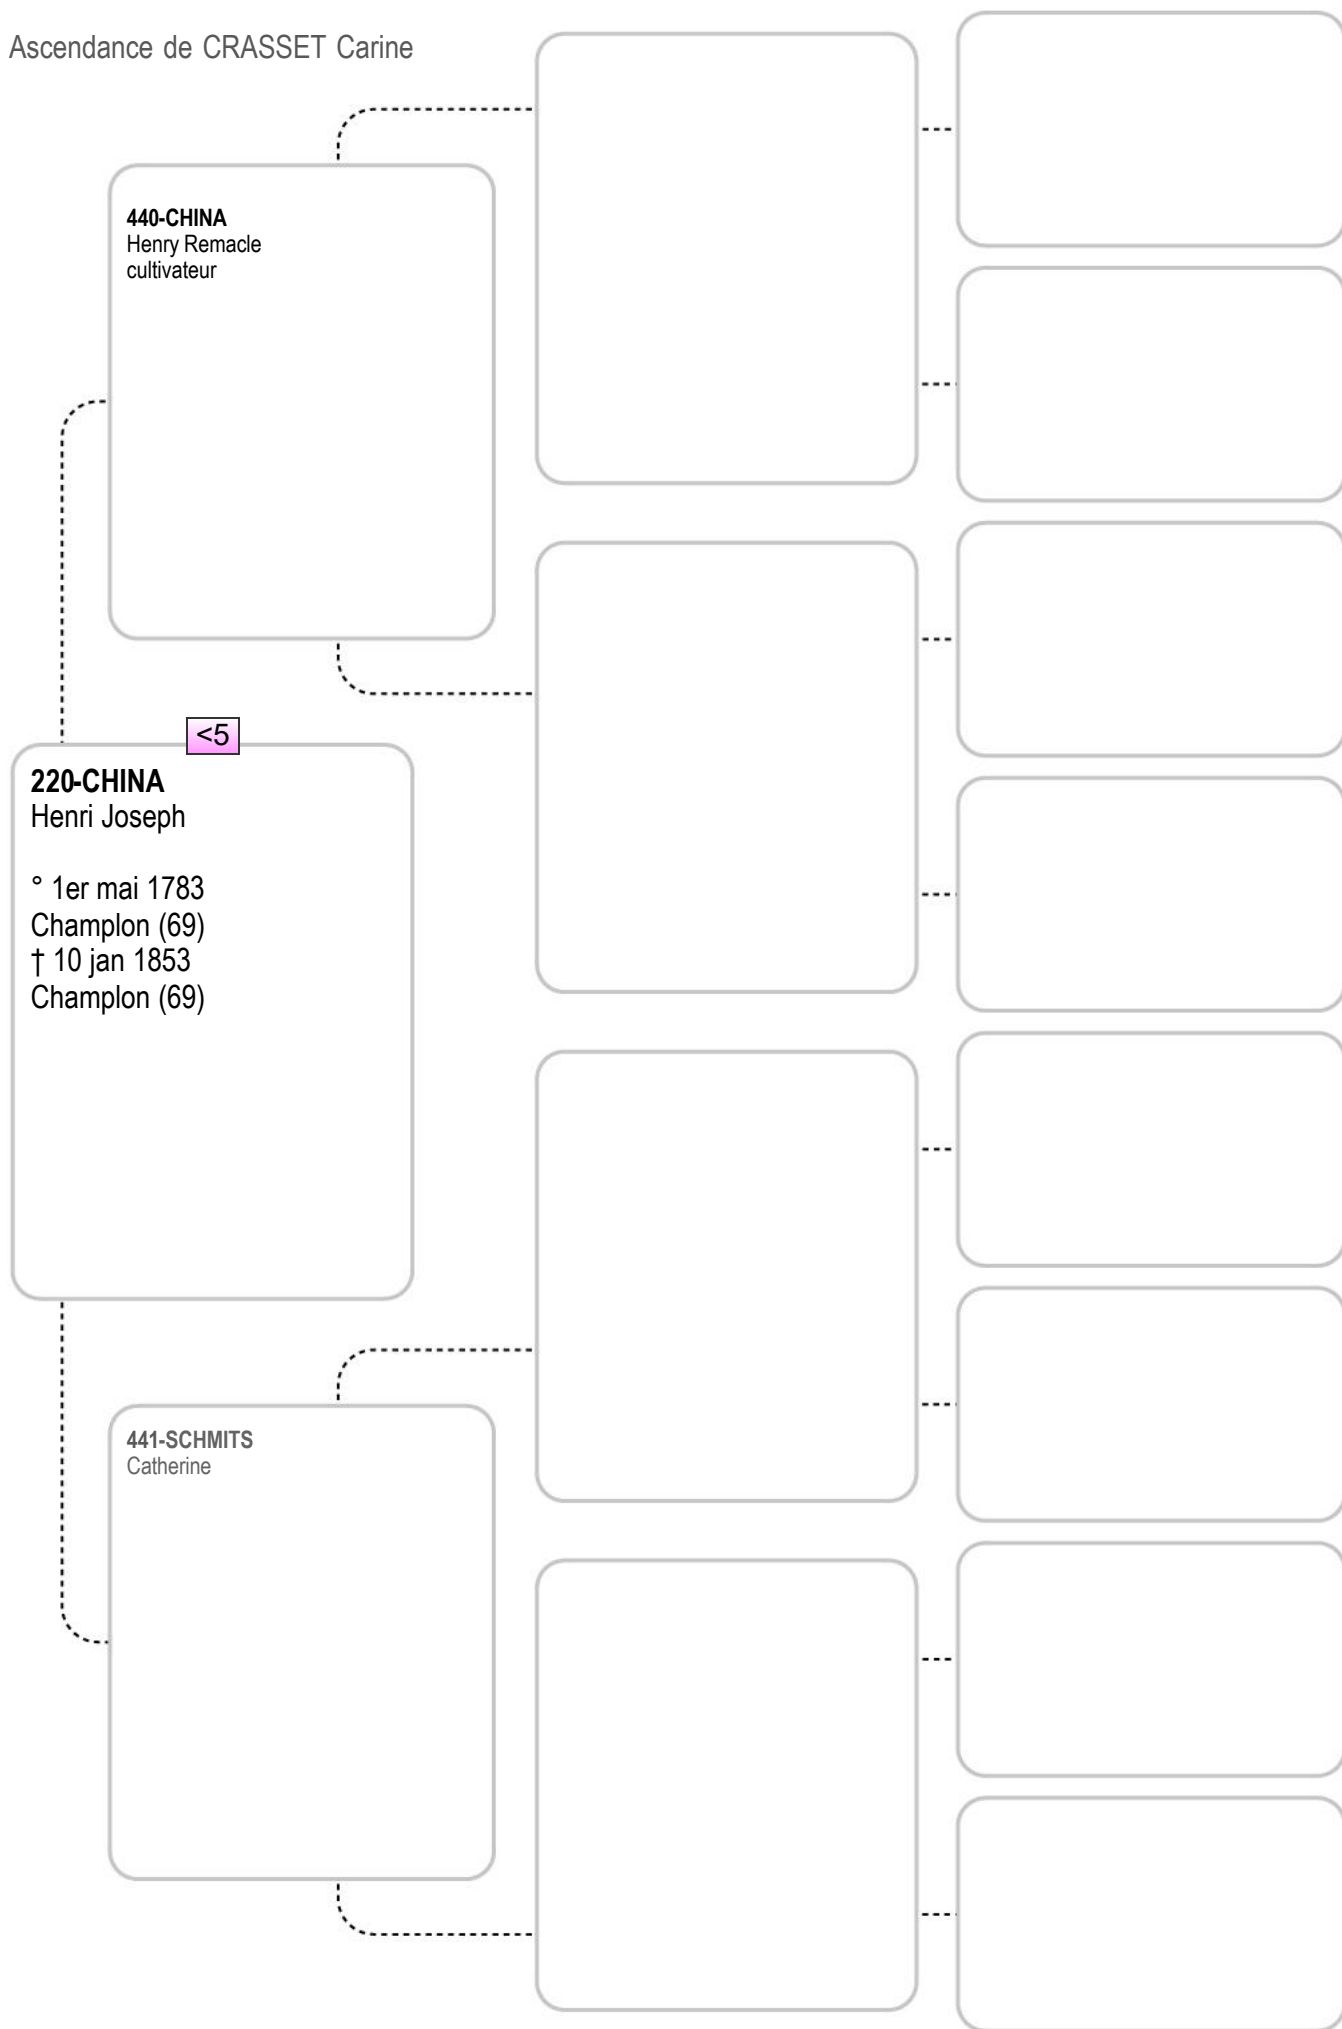 Ascendance de CRASSET Carine
440-CHINA
Henry Remacle
cultivateur
<5
220-CHINA
Henri Joseph
° 1er mai 1783
Champlon (69)
† 10 jan 1853
Champlon (69)
441-SCHMITS
Catherine